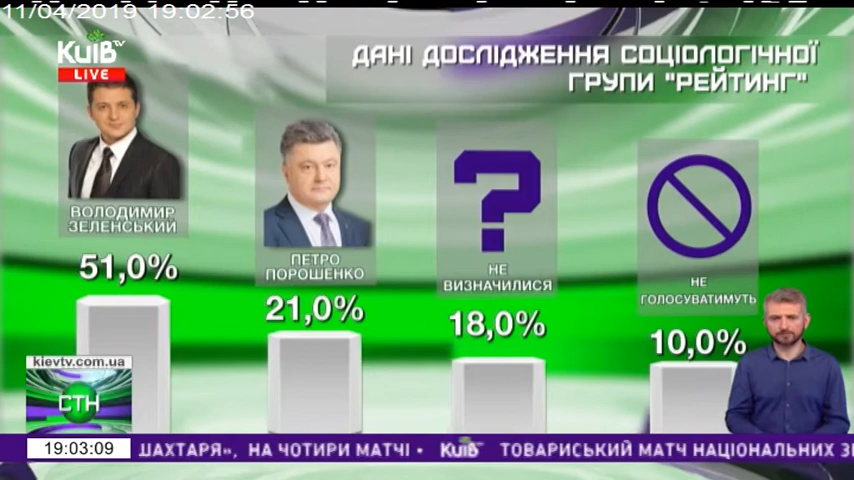 11/04/2019 19:02:56
КиЇВ TV
LIVE
ДАНІ ДОСЛІДЖЕННЯ СОЦІОЛОГІЧНОЇ
ГРУПИ "РЕЙТИНГ"
ВОЛОДИМИР
ЗЕЛЕНСЬКИЙ
51,0%
ПЕТРО
ПОРОШЕНКО
21,0%
?
НЕ
ВИЗНАЧИЛИСЯ
18,0%
НЕ
ГОЛОСУВАТИМУТЬ
10,0%
kievtv.com.ua
СТН
19:03:09
ШАХТАРЯ", НА ЧОТИРИ МАТЧІ • КиЇВ ТОВАРИСЬКИЙ МАТЧ НАЦІОНАЛЬНИХ